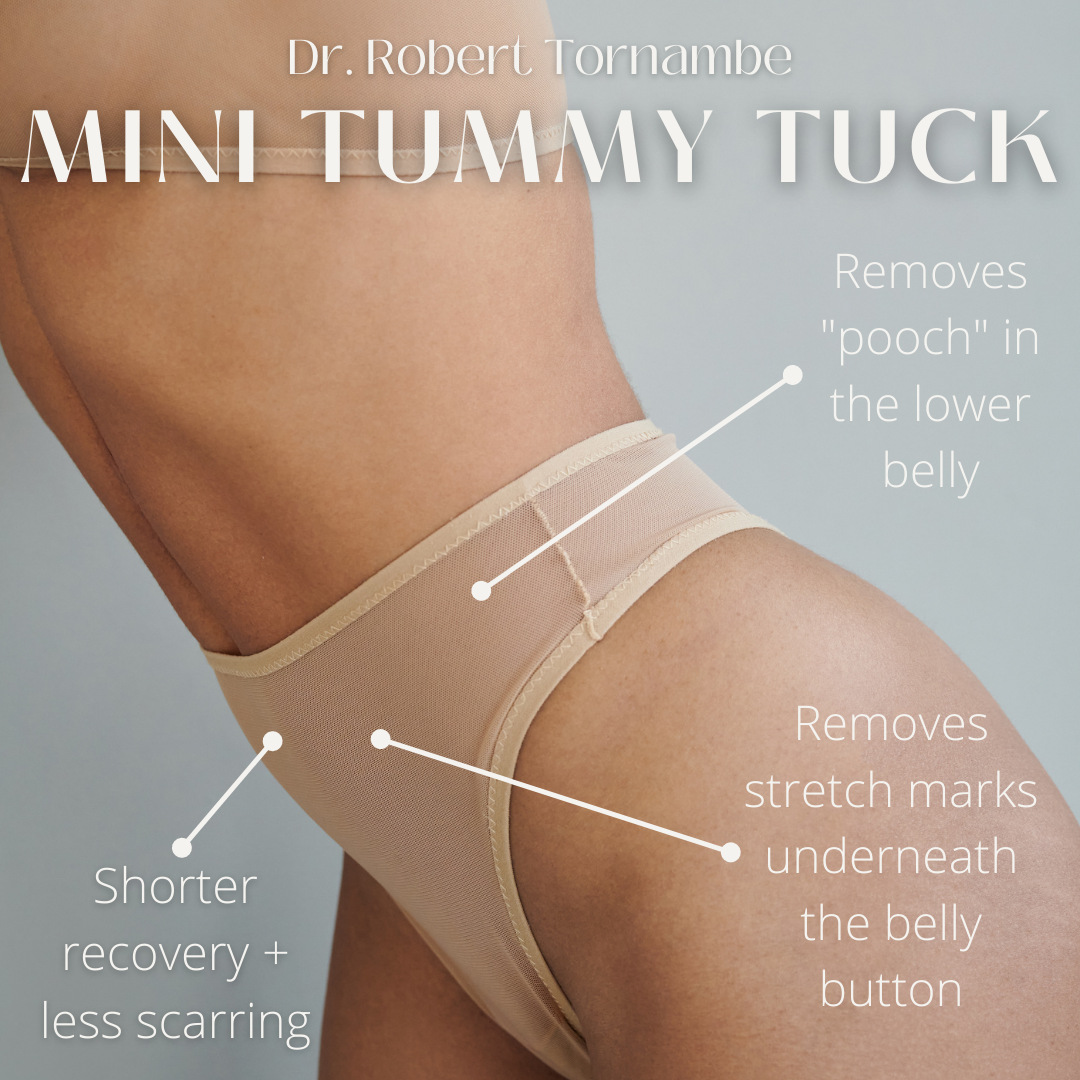 Dr. Robert Tornambe
MINI TUMMY TUCK
Removes
"pooch" in
the lower
belly
Removes
stretch marks
underneath
the belly
button
Shorter
recovery +
less scarring